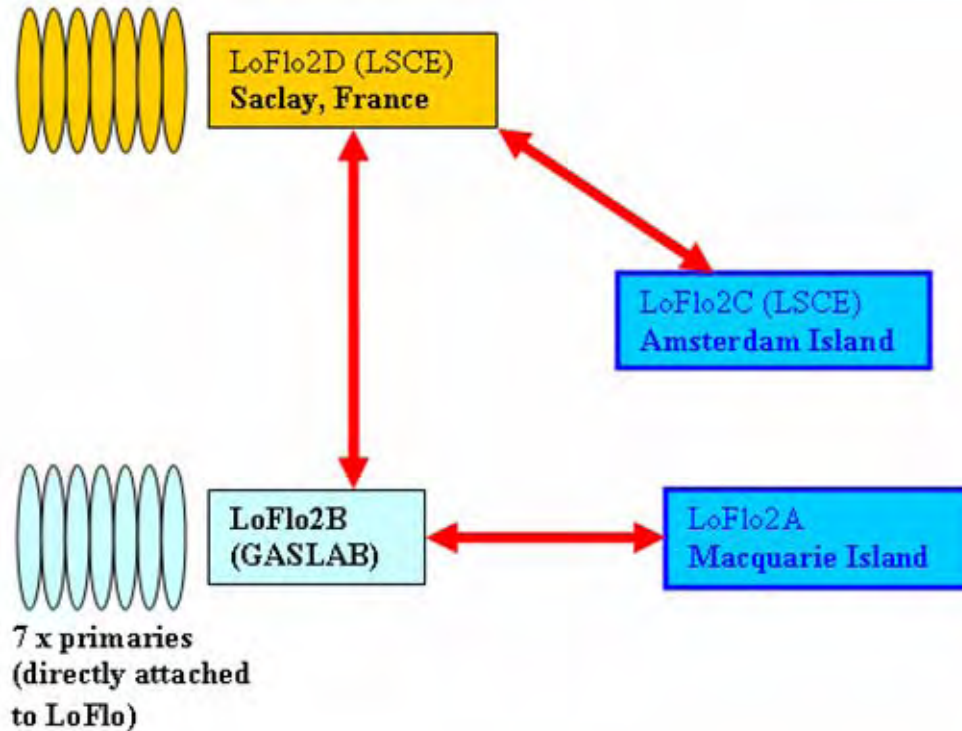 LoFlo2D (LSCE)
Saclay, France
LoFlo2C (LSCE)
Amsterdam Island
LoFlo2B
(GASLAB)
LoFlo2A
Macquarie Island
7 x primaries
(directly attached
to LoFlo)